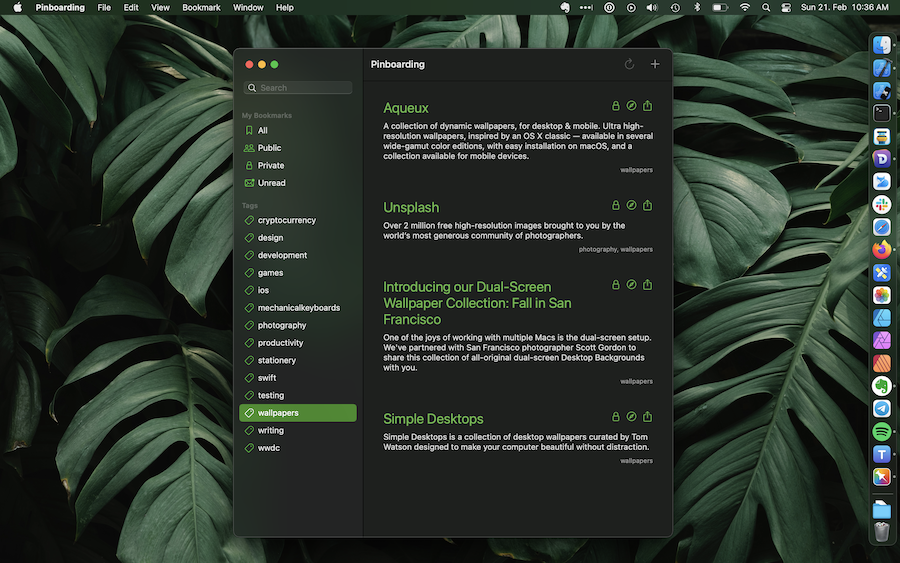 Pinboarding File Edit View Bookmark Window Help
Sun 21. Feb 10:36 AM
Pinboarding
Search
My Bookmarks
All
Public
Private
Unread
Tags
cryptocurrency
design
development
games
ios
mechanicalkeyboards
photography
productivity
stationery
swift
testing
wallpapers
writing
wwdc
Aqueux
A collection of dynamic wallpapers, for desktop & mobile. Ultra high-
resolution wallpapers, inspired by an OS X classic — available in several
wide-gamut color editions, with easy installation on macOS, and a
collection available for mobile devices.
wallpapers
Unsplash
Over 2 million free high-resolution images brought to you by the
world's most generous community of photographers.
photography, wallpapers
Introducing our Dual-Screen
Wallpaper Collection: Fall in San
Francisco
One of the joys of working with multiple Macs is the dual-screen setup.
We've partnered with San Francisco photographer Scott Gordon to
share this collection of all-original dual-screen Desktop Backgrounds
with you.
wallpapers
Simple Desktops
Simple Desktops is a collection of desktop wallpapers curated by Tom
Watson designed to make your computer beautiful without distraction.
wallpapers